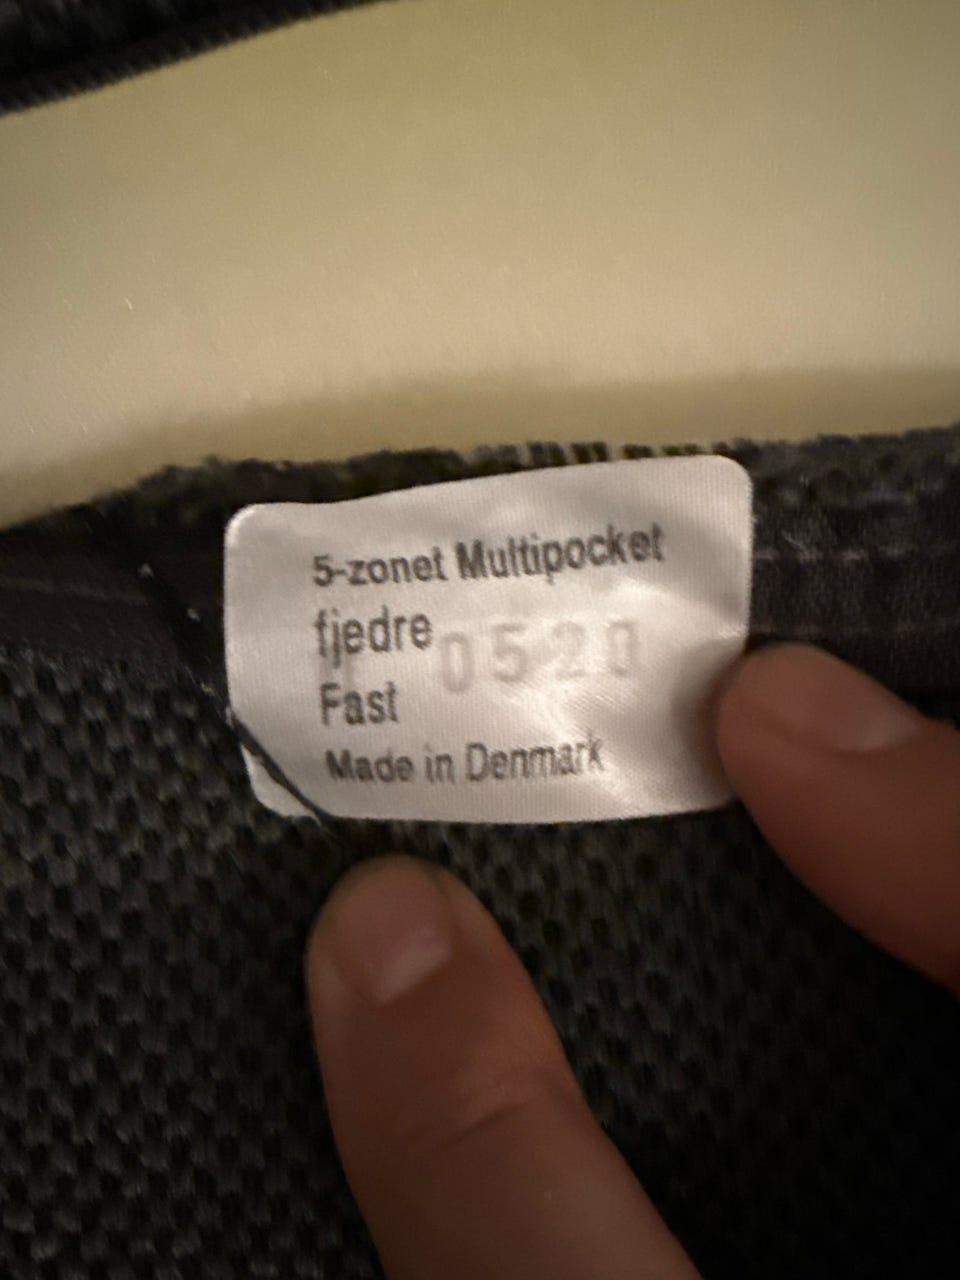 5-zonet Multipocket
fjedre 0520
Fast
Made in Denmark